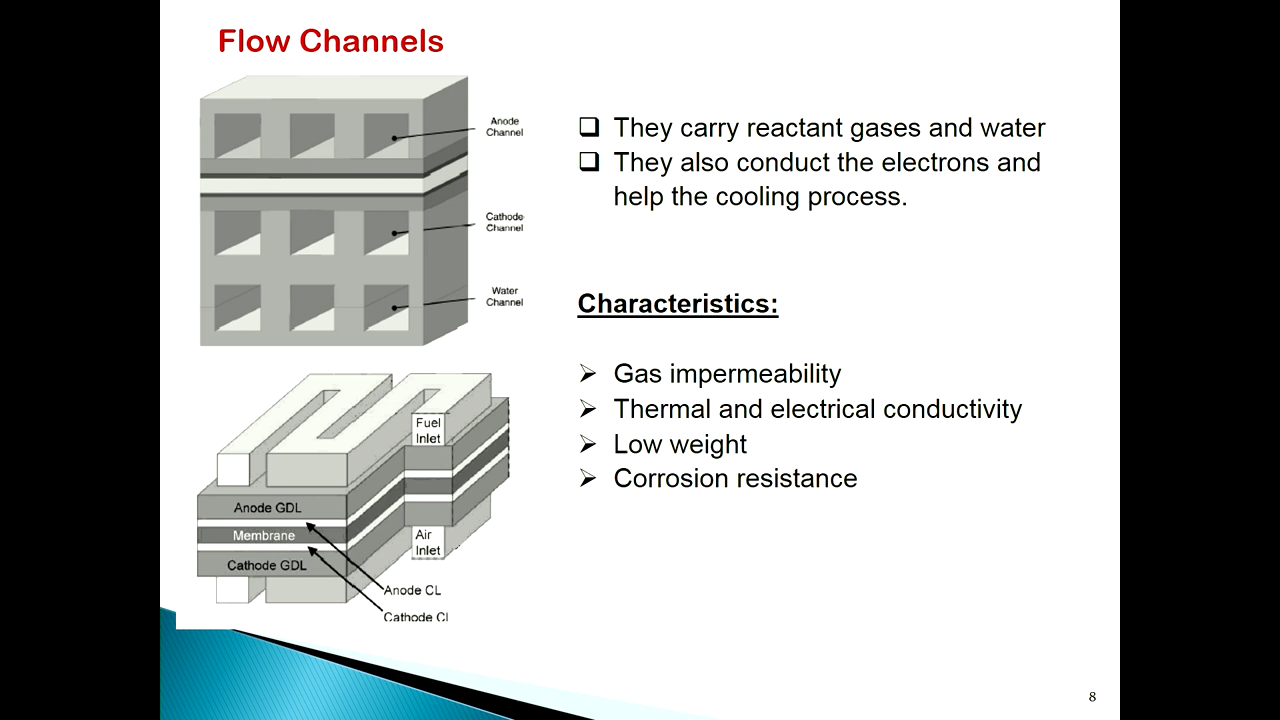 Flow Channels
Anode
Channel
Cathode
Channel
Water
Channel
❑ They carry reactant gases and water
❑ They also conduct the electrons and
help the cooling process.
Characteristics:
➢ Gas impermeability
➢ Thermal and electrical conductivity
➢ Low weight
➢ Corrosion resistance
Fuel
Inlet
Anode GDL
Membrane
Cathode GDL
Air
Inlet
Anode CL
Cathode Cl
8